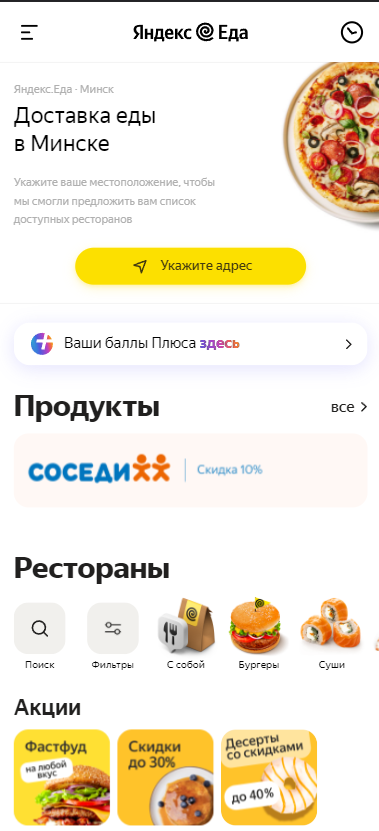 Яндекс Еда
Яндекс.Еда · Минск
Доставка еды
в Минске
Укажите ваше местоположение, чтобы
мы смогли предложить вам список
доступных ресторанов
Укажите адрес
Ваши баллы Плюса здесь
Продукты
все
СОСЕДИ
Скидка 10%
Рестораны
Поиск
Фильтры
С собой
Бургеры
Суши
Акции
Фастфуд
на любой
вкус
Скидки
до 30%
Десерты
со скидками
до 40%